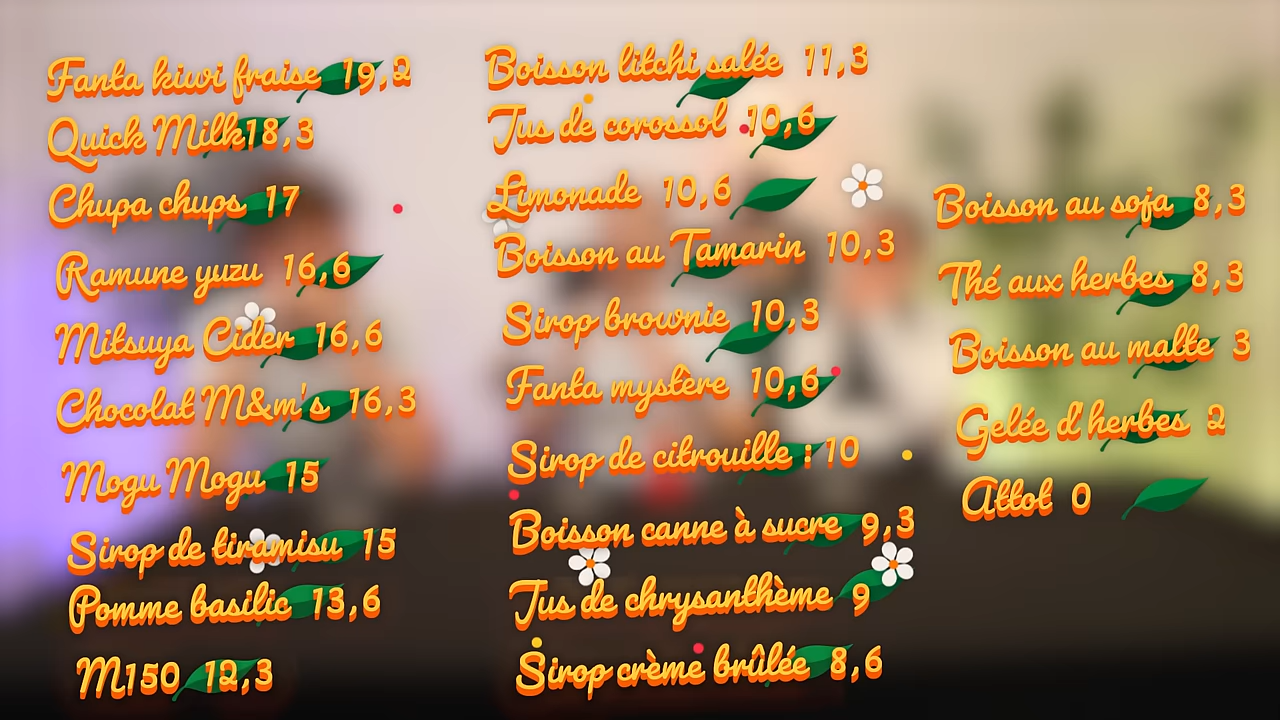 Fanta kiwi fraise 19,2
Quick Milk 18,3
Chupa chups 17
Ramune yuzu 16,6
Mitsuya Cider 16,6
Chocolat M&m's 16,3
Mogu Mogu 15
Sirop de tiramisu 15
Pomme basilic 13,6
M150 12,3
Boisson litchi salée 11,3
Jus de corossol 10,6
Limonade 10,6
Boisson au Tamarin 10,3
Sirop brownie 10,3
Fanta mystère 10,6
Sirop de citrouille : 10
Boisson canne à sucre 9,3
Jus de chrysanthème 9
Sirop crème brûlée 8,6
Boisson au soja 8,3
Thé aux herbes 8,3
Boisson au malte 3
Gelée d'herbes 2
Attot 0